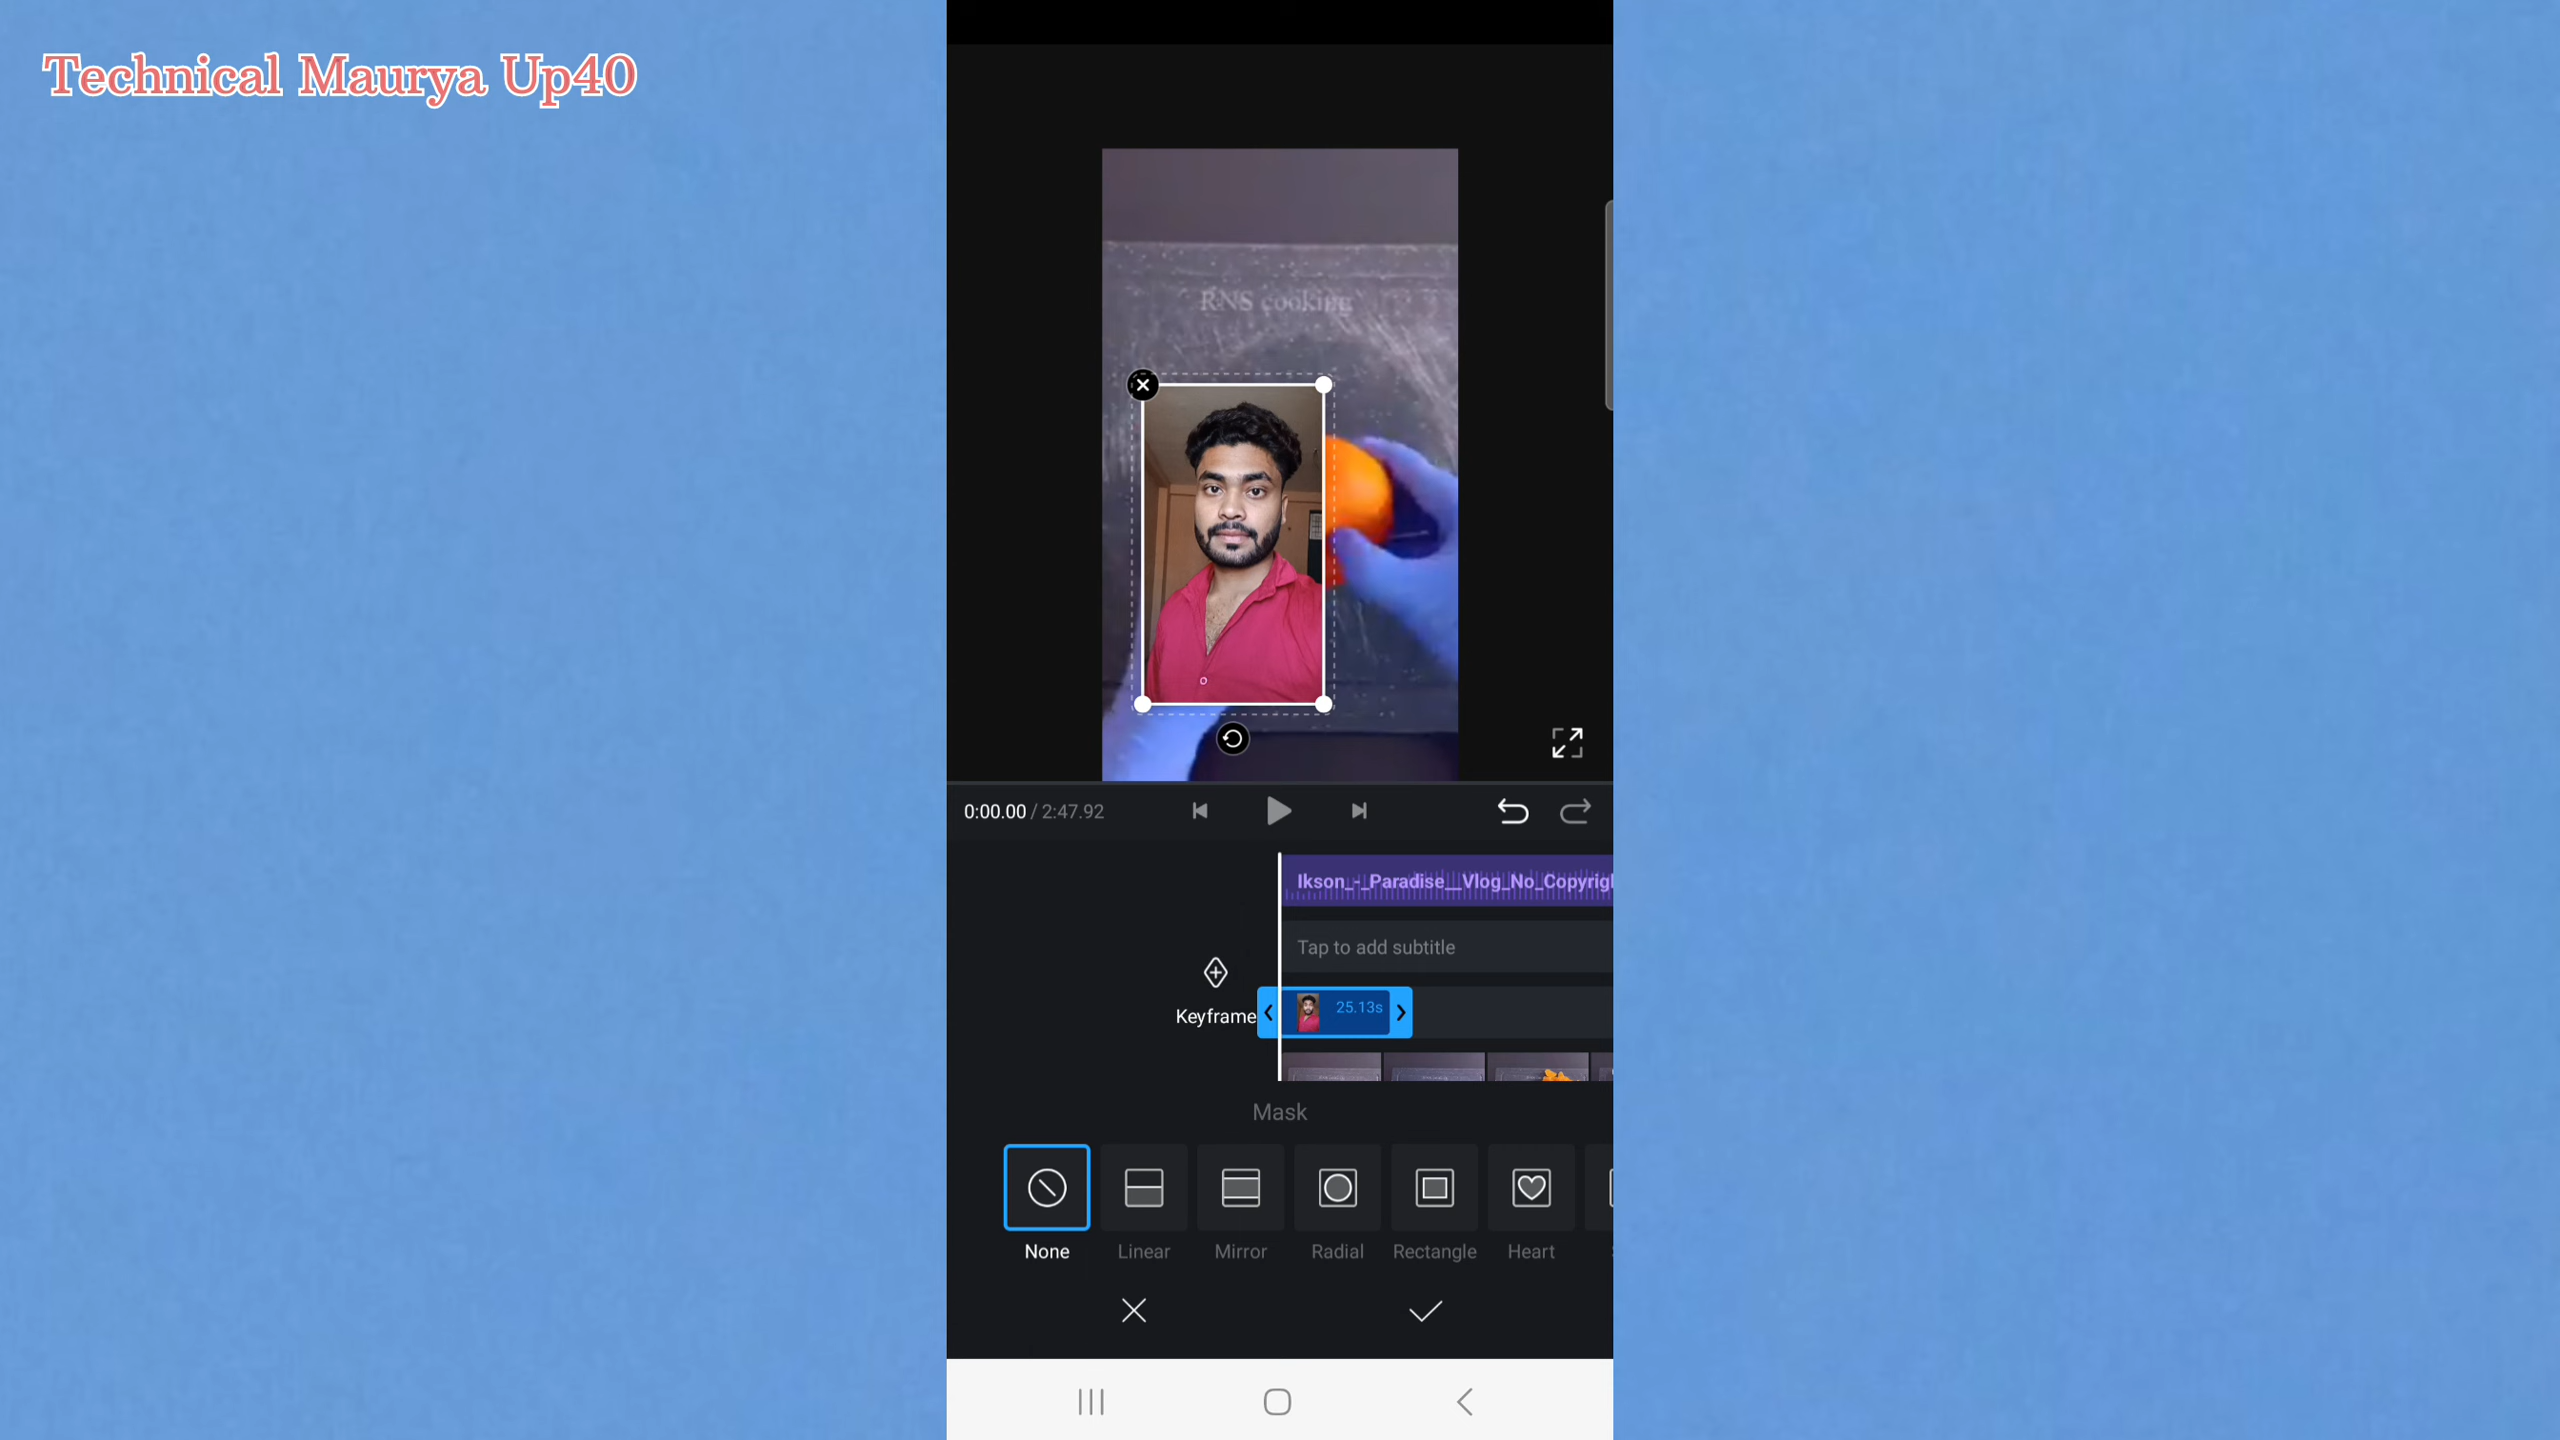 Technical Maurya Up40
RNS cooking
0:00.00 / 2:47.92
Ikson_-_Paradise__Vlog_No_Copyrigh
Tap to add subtitle
Keyframe
25.13s
Mask
None Linear Mirror Radial Rectangle Heart